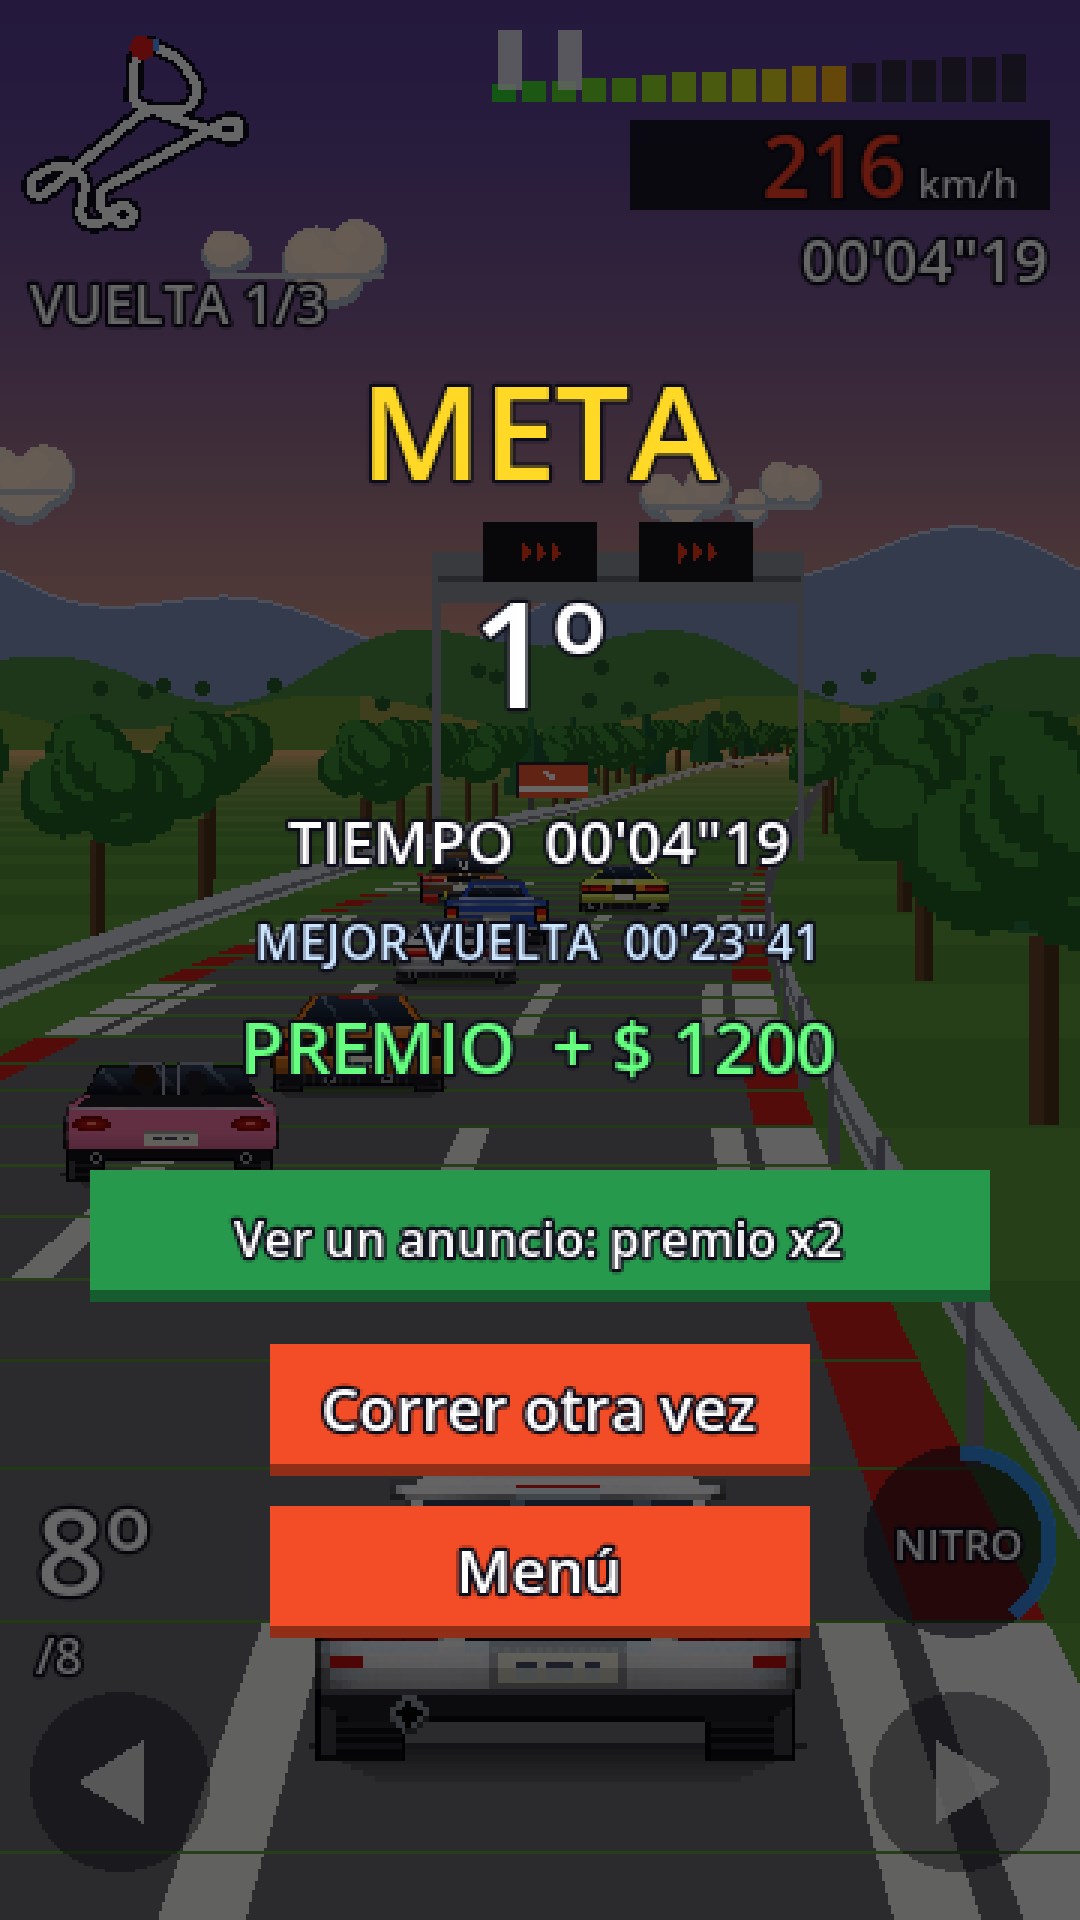 216 km/h
00'04"19
VUELTA 1/3
META
1º
TIEMPO 00'04"19
MEJOR VUELTA 00'23"41
PREMIO + $ 1200
Ver un anuncio: premio x2
Correr otra vez
Menú
8º
/8
NITRO